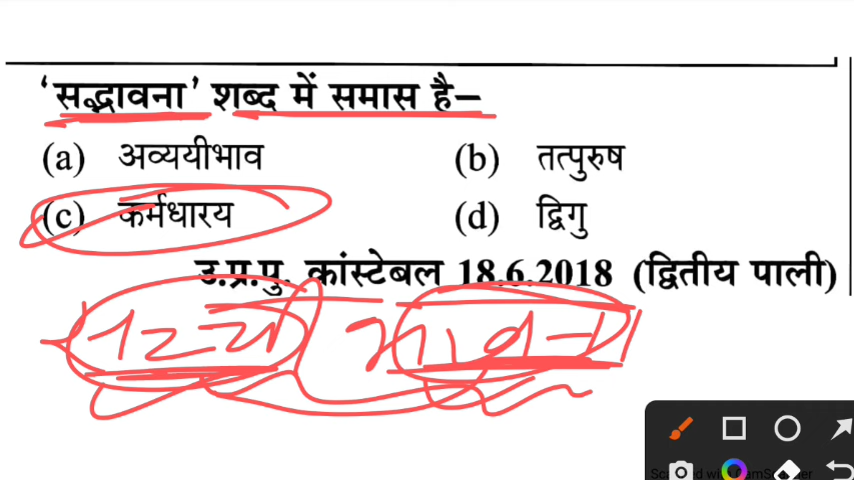 ‘सद्भावना’ शब्द में समास है–
(a) अव्ययीभाव (b) तत्पुरुष
(c) कर्मधारय (d) द्विगु
उ.प्र.पु. कांस्टेबल 18.6.2018 (द्वितीय पाली)